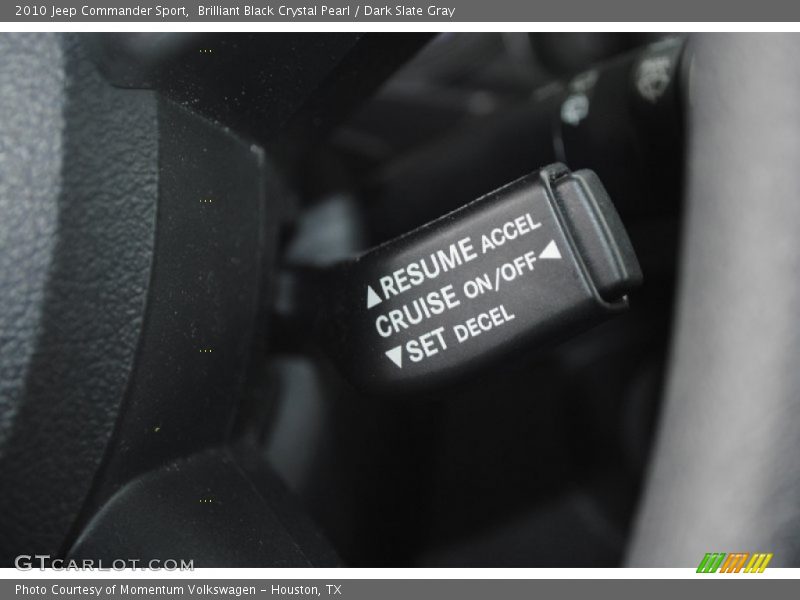 2010 Jeep Commander Sport,  Brilliant Black Crystal Pearl / Dark Slate Gray
▲RESUME ACCEL
CRUISE ON/OFF◀
▼SET DECEL
GTCARLOT.COM
Photo Courtesy of Momentum Volkswagen - Houston, TX